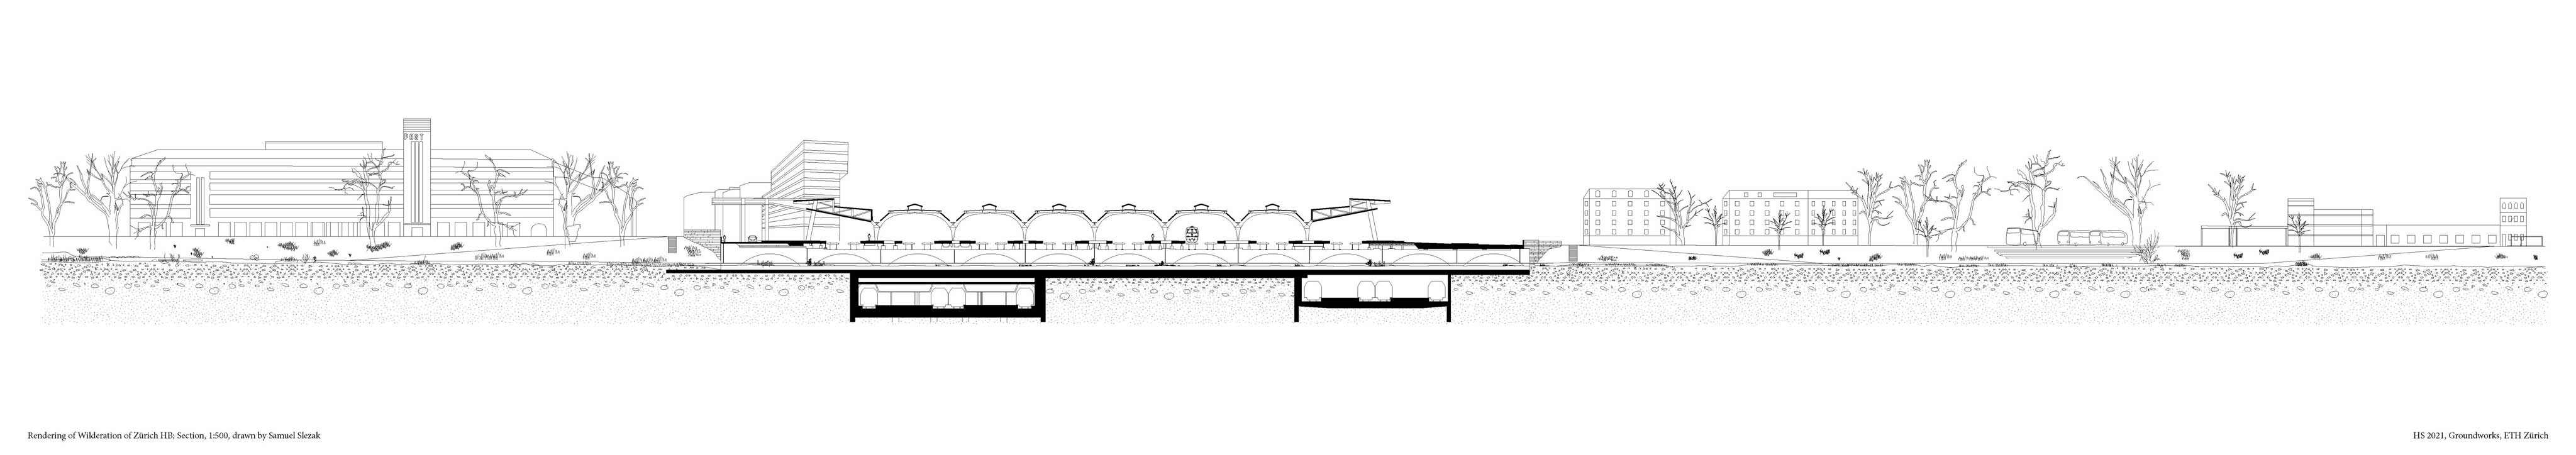 POST
Rendering of Wilderation of Zürich HB; Section, 1:500, drawn by Samuel Slezak
HS 2021, Groundworks, ETH Zürich